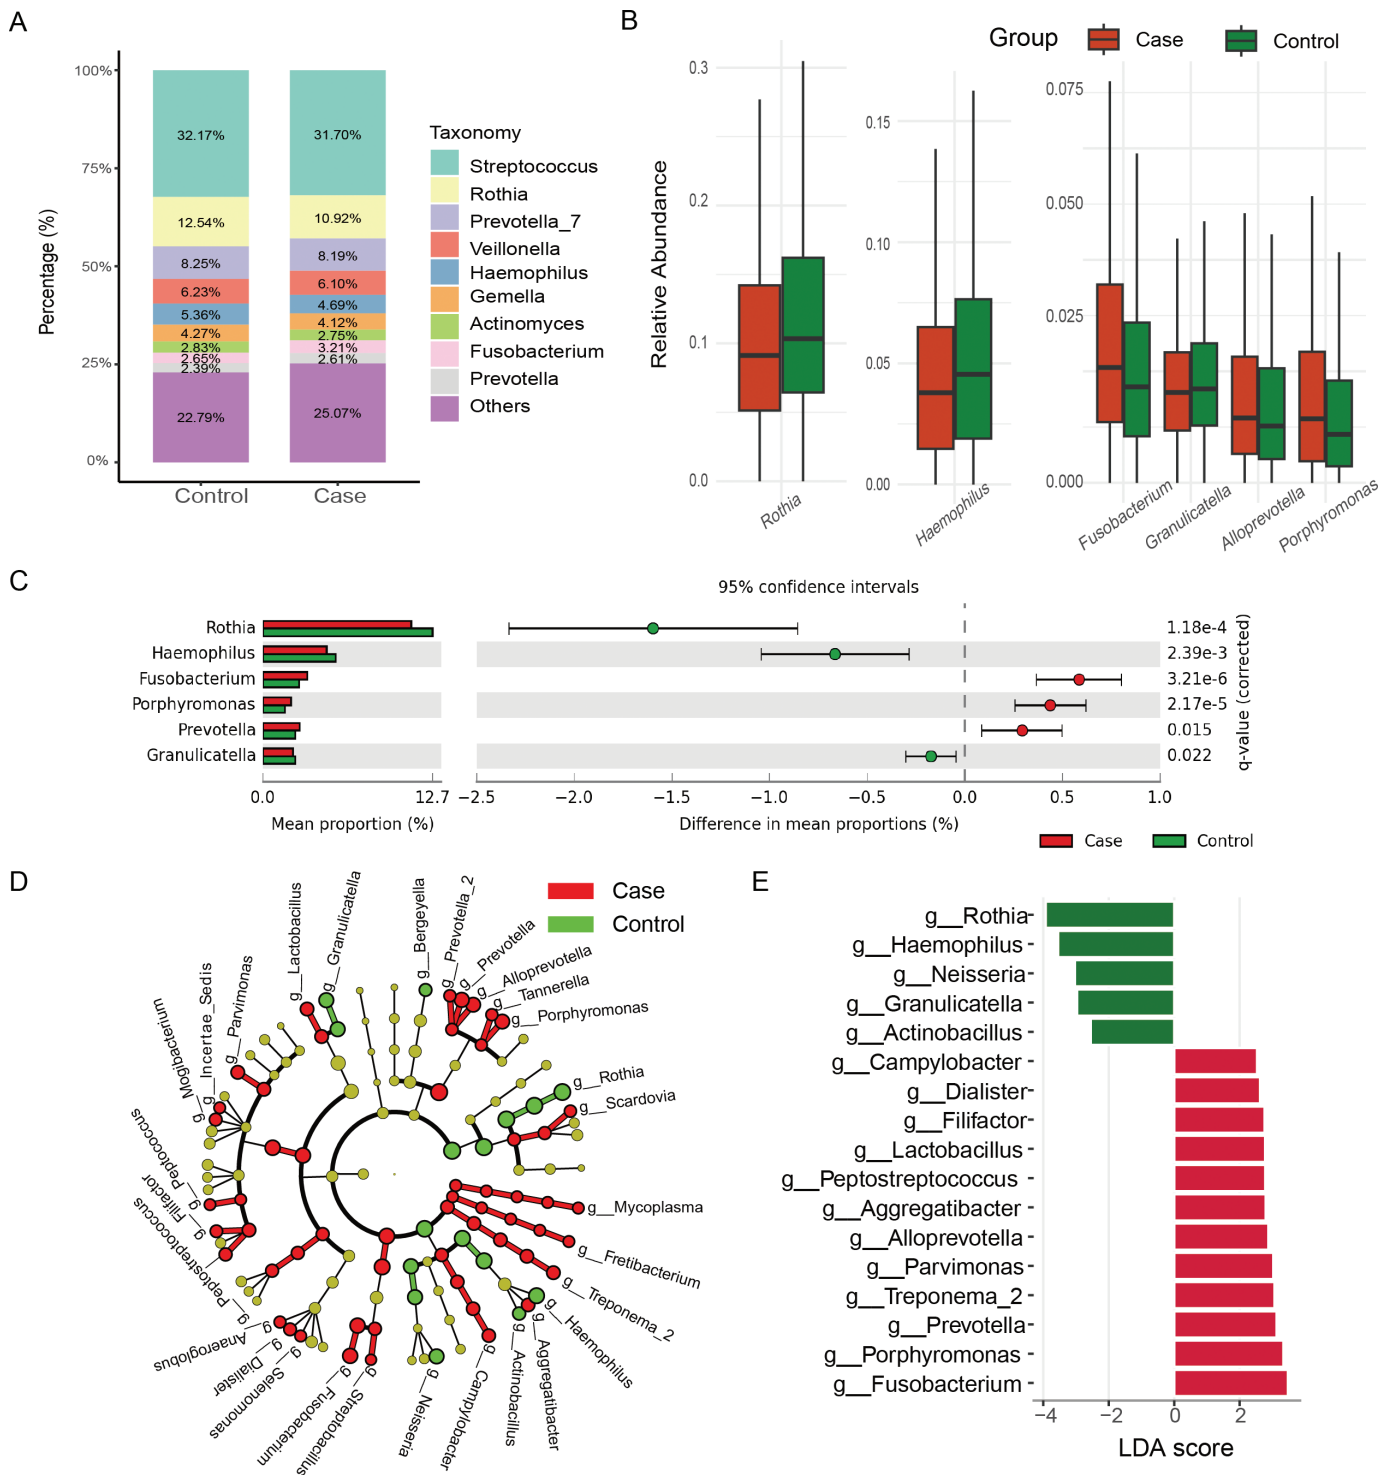 A
100%
75%
50%
25%
0%
Percentage (%)
32.17%
12.54%
8.25%
6.23%
5.36%
4.27%
2.83%
2.65%
2.39%
22.79%
31.70%
10.92%
8.19%
6.10%
4.69%
4.12%
2.75%
3.21%
2.61%
25.07%
Control
Case
Taxonomy
Streptococcus
Rothia
Prevotella_7
Veillonella
Haemophilus
Gemella
Actinomyces
Fusobacterium
Prevotella
Others
B
Group
Case
Control
Relative Abundance
0.3
0.2
0.1
0.0
Rothia
0.15
0.10
0.05
0.00
Haemophilus
0.075
0.050
0.025
0.000
Fusobacterium
Granulicatella
Alloprevotella
Porphyromonas
C
95% confidence intervals
Rothia
Haemophilus
Fusobacterium
Porphyromonas
Prevotella
Granulicatella
1.18e-4
2.39e-3
3.21e-6
2.17e-5
0.015
0.022
q-value (corrected)
0.0
12.7
Mean proportion (%)
−2.5
−2.0
−1.5
−1.0
−0.5
0.0
0.5
1.0
Difference in mean proportions (%)
Case
Control
D
Case
Control
g__Lactobacillus
g__Granulicatella
g__Bergeyella
g__Prevotella_2
g__Prevotella
g__Alloprevotella
g__Tannerella
g__Porphyromonas
g__Rothia
g__Scardovia
g__Mycoplasma
g__Fretibacterium
g__Treponema_2
g__Haemophilus
g__Aggregatibacter
g__Actinobacillus
g__Campylobacter
g__Neisseria
g__Streptobacillus
g__Fusobacterium
g__Selenomonas
g__Dialister
g__Anaeroglobus
g__Peptostreptococcus
g__Filifactor
g__Peptococcus
g__Mogibacterium
g__Incertae_Sedis
g__Parvimonas
E
g__Rothia
g__Haemophilus
g__Neisseria
g__Granulicatella
g__Actinobacillus
g__Campylobacter
g__Dialister
g__Filifactor
g__Lactobacillus
g__Peptostreptococcus
g__Aggregatibacter
g__Alloprevotella
g__Parvimonas
g__Treponema_2
g__Prevotella
g__Porphyromonas
g__Fusobacterium
−4
−2
0
2
LDA score